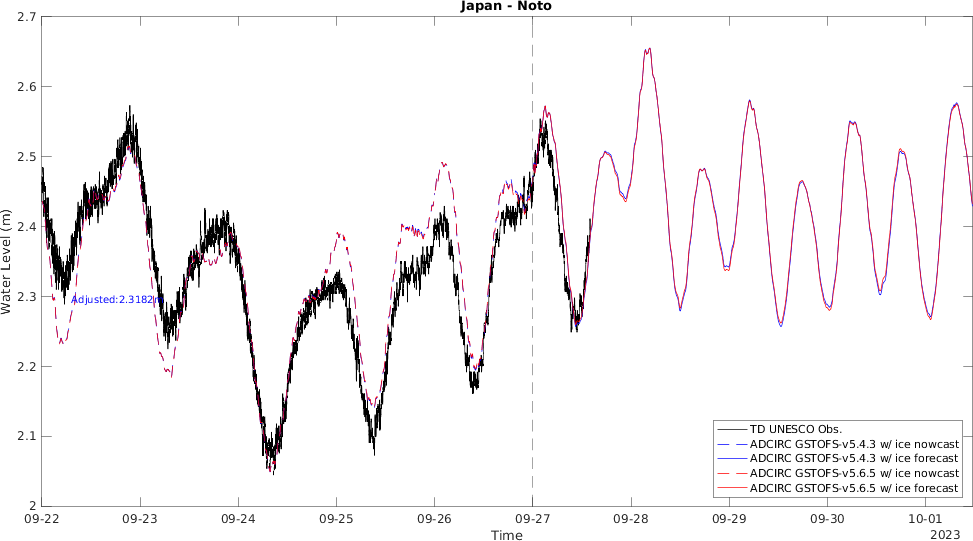 Japan - Noto
2.7
2.6
2.5
2.4
2.3
2.2
2.1
2
Water Level (m)
Adjusted:2.3182m
09-22
09-23
09-24
09-25
09-26
09-27
09-28
09-29
09-30
10-01
2023
Time
TD UNESCO Obs.
ADCIRC GSTOFS-v5.4.3 w/ ice nowcast
ADCIRC GSTOFS-v5.4.3 w/ ice forecast
ADCIRC GSTOFS-v5.6.5 w/ ice nowcast
ADCIRC GSTOFS-v5.6.5 w/ ice forecast